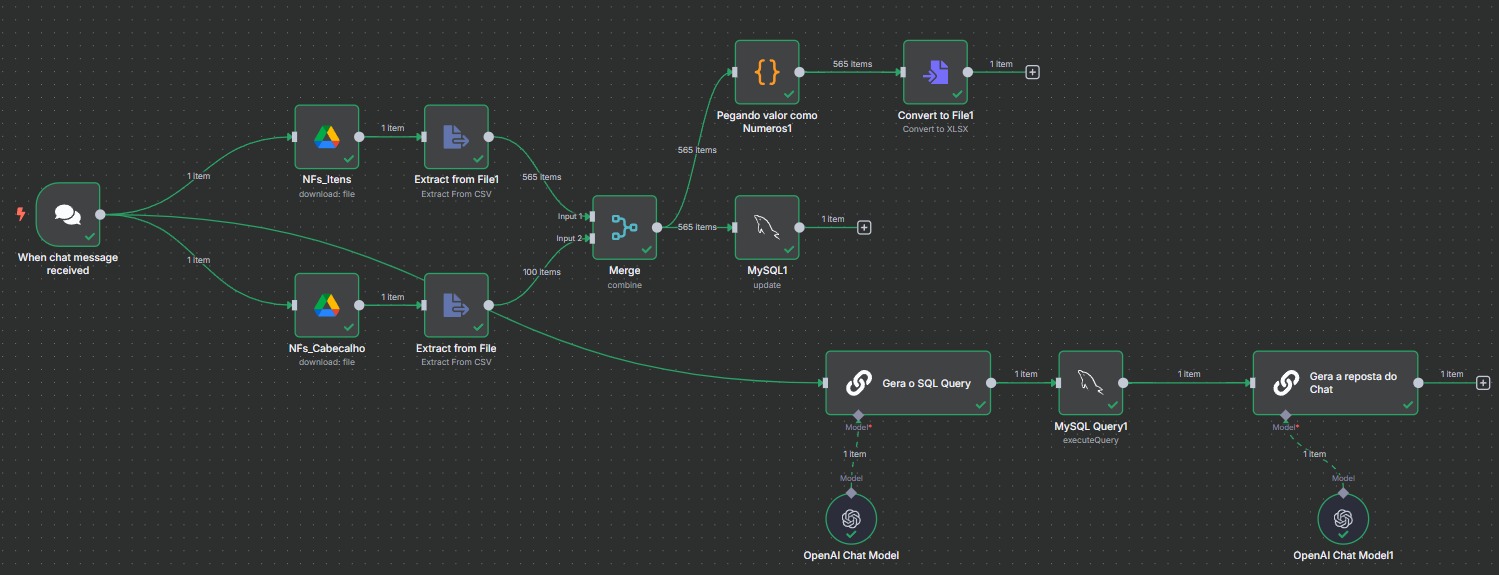 565 items
1 item
Pegando valor como
Numeros1
Convert to File1
Convert to XLSX
1 item
NFs_Itens
download: file
1 item
Extract from File1
Extract From CSV
565 items
565 items
1 item
When chat message
received
Input 1
Input 2
Merge
combine
565 items
MySQL1
update
1 item
1 item
NFs_Cabecalho
download: file
1 item
Extract from File
Extract From CSV
100 items
Gera o SQL Query
Model*
1 item
Model
OpenAI Chat Model
1 item
MySQL Query1
executeQuery
1 item
Gera a reposta do
Chat
1 item
Model*
1 item
Model
OpenAI Chat Model1